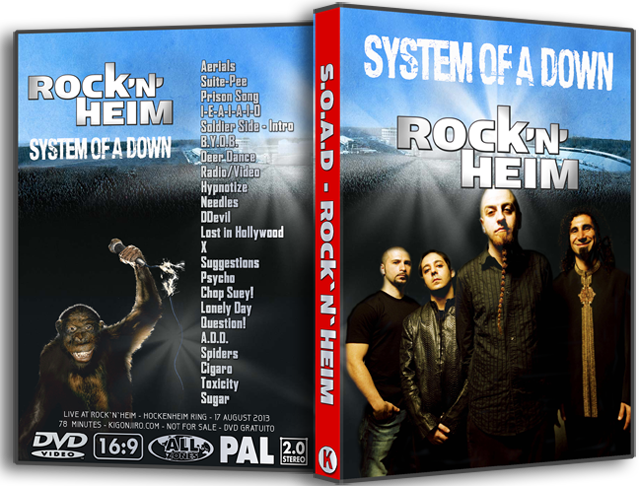 ROCK'N'
HEIM
SYSTEM OF A DOWN
Aerials
Suite-Pee
Prison Song
I-E-A-I-A-I-O
Soldier Side - Intro
B.Y.O.B.
Deer Dance
Radio/Video
Hypnotize
Needles
DDevil
Lost in Hollywood
X
Suggestions
Psycho
Chop Suey!
Lonely Day
Question!
A.D.D.
Spiders
Cigaro
Toxicity
Sugar
LIVE AT ROCK'N'HEIM - HOCKENHEIM RING - 17 AUGUST 2013
78 MINUTES - KIGONJIRO.COM - NOT FOR SALE - DVD GRATUITO
DVD
VIDEO
16:9
ALL
ZONES
PAL
2.0
STEREO
S.O.A.D - ROCK'N'HEIM
K
SYSTEM OF A DOWN
ROCK'N'
HEIM